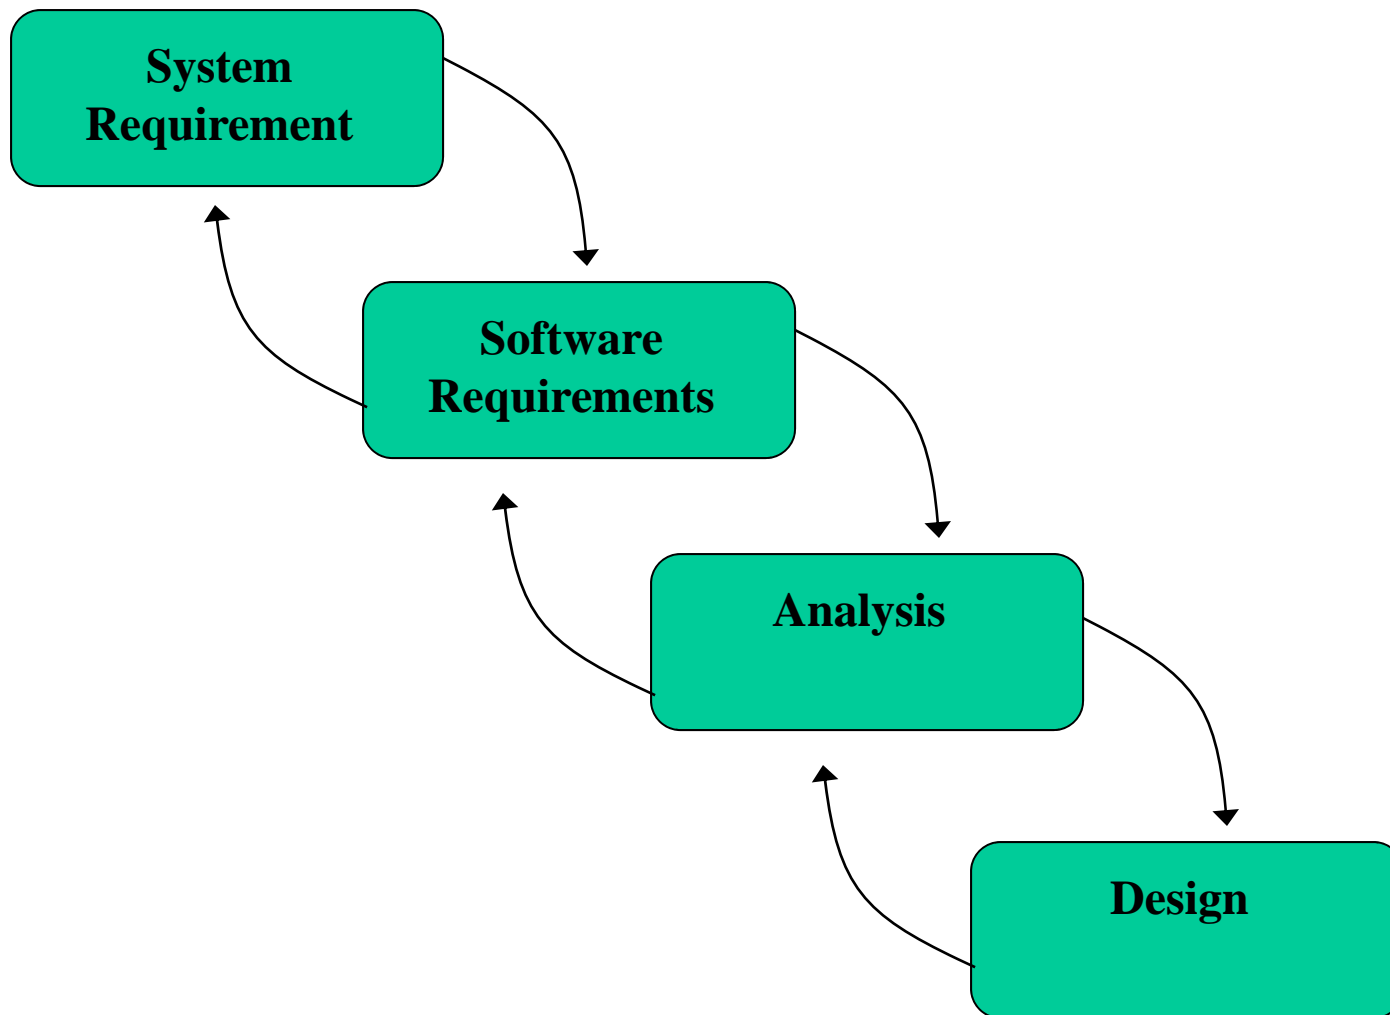 System
Requirement
Software
Requirements
Analysis
Design